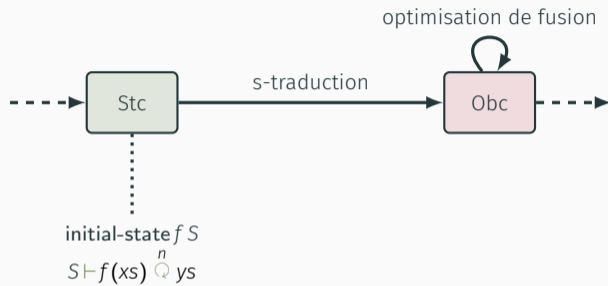 optimisation de fusion
s-traduction
Stc
Obc
initial-state f S
n
S ⊢ f(xs) ↻ ys